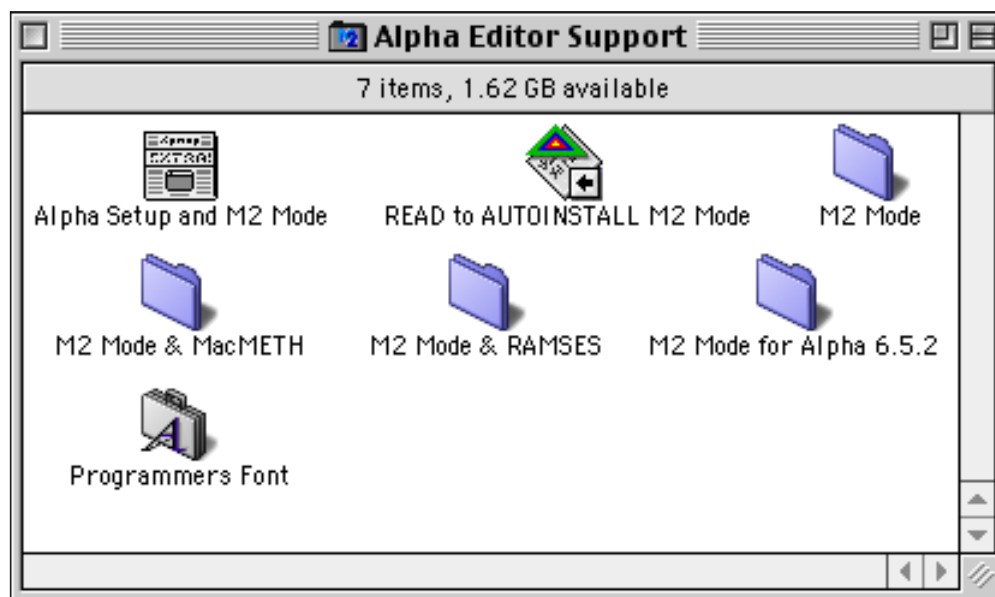 Alpha Editor Support
7 items, 1.62 GB available
Alpha Setup and M2 Mode
READ to AUTOINSTALL M2 Mode
M2 Mode
M2 Mode & MacMETH
M2 Mode & RAMSES
M2 Mode for Alpha 6.5.2
Programmers Font